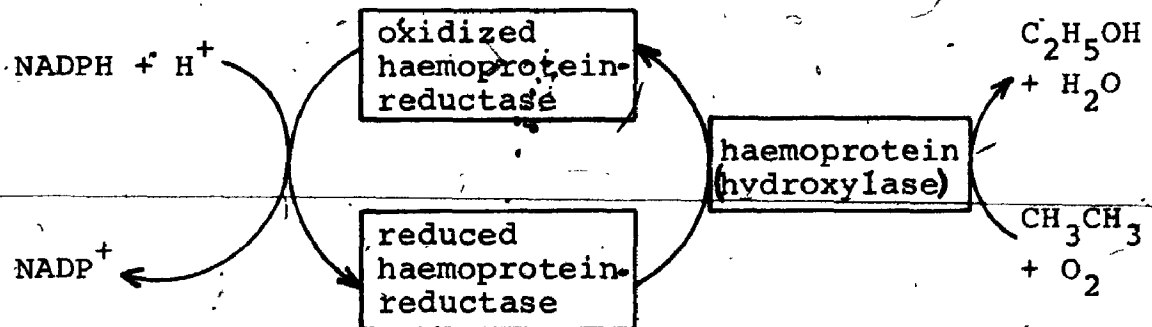 oxidized
haemoprotein-
reductase
NADPH + H⁺
C₂H₅OH
+ H₂O
haemoprotein
(hydroxylase)
reduced
haemoprotein-
reductase
NADP⁺
CH₃CH₃
+ O₂